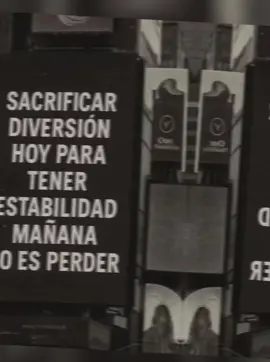 SACRIFICAR
DIVERSIÓN
HOY PARA
TENER
ESTABILIDAD
MAÑANA
O ES PERDER